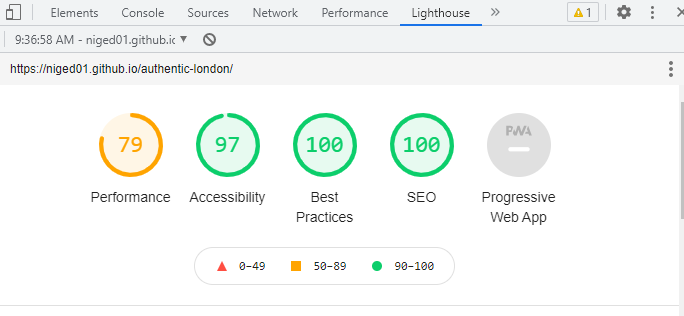 Elements Console Sources Network Performance Lighthouse » 1
9:36:58 AM - niged01.github.ic
https://niged01.github.io/authentic-london/
79 97 100 100 PWA
Performance Accessibility Best Practices SEO Progressive Web App
0–49 50–89 90–100